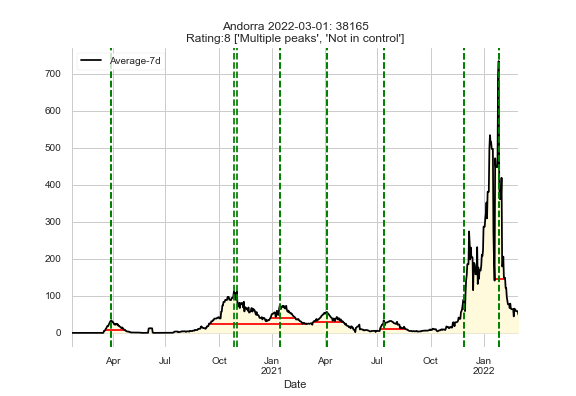 Andorra 2022-03-01: 38165
Rating:8 ['Multiple peaks', 'Not in control']
Average-7d
700
600
500
400
300
200
100
0
Apr Jul Oct Jan Apr Jul Oct Jan
2021 2022
Date